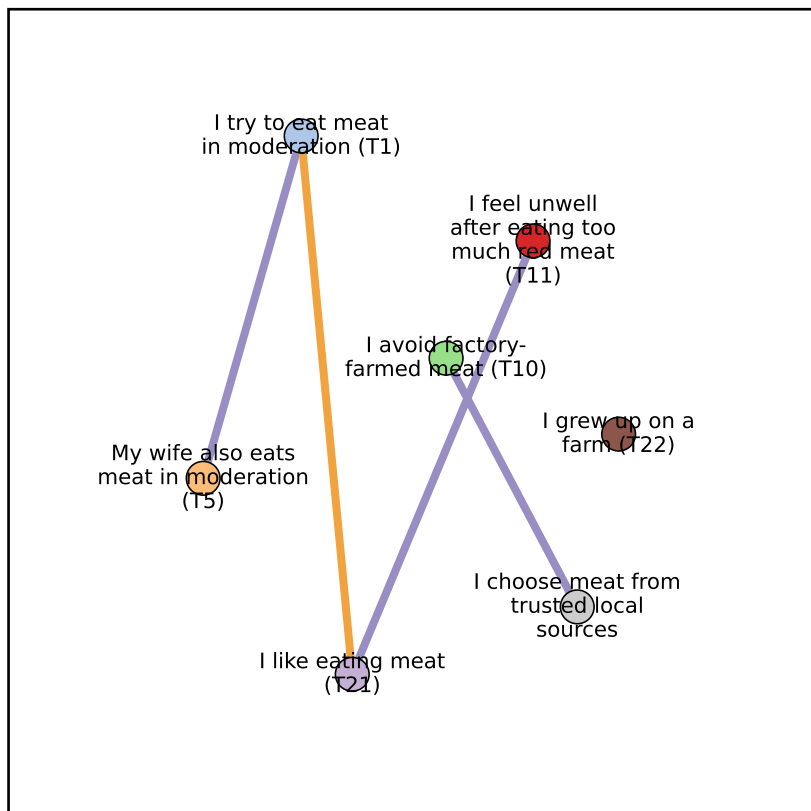 I try to eat meat
in moderation (T1)
I feel unwell
after eating too
much red meat
(T11)
I avoid factory-
farmed meat (T10)
I grew up on a
farm (T22)
My wife also eats
meat in moderation
(T5)
I choose meat from
trusted local
sources
I like eating meat
(T21)